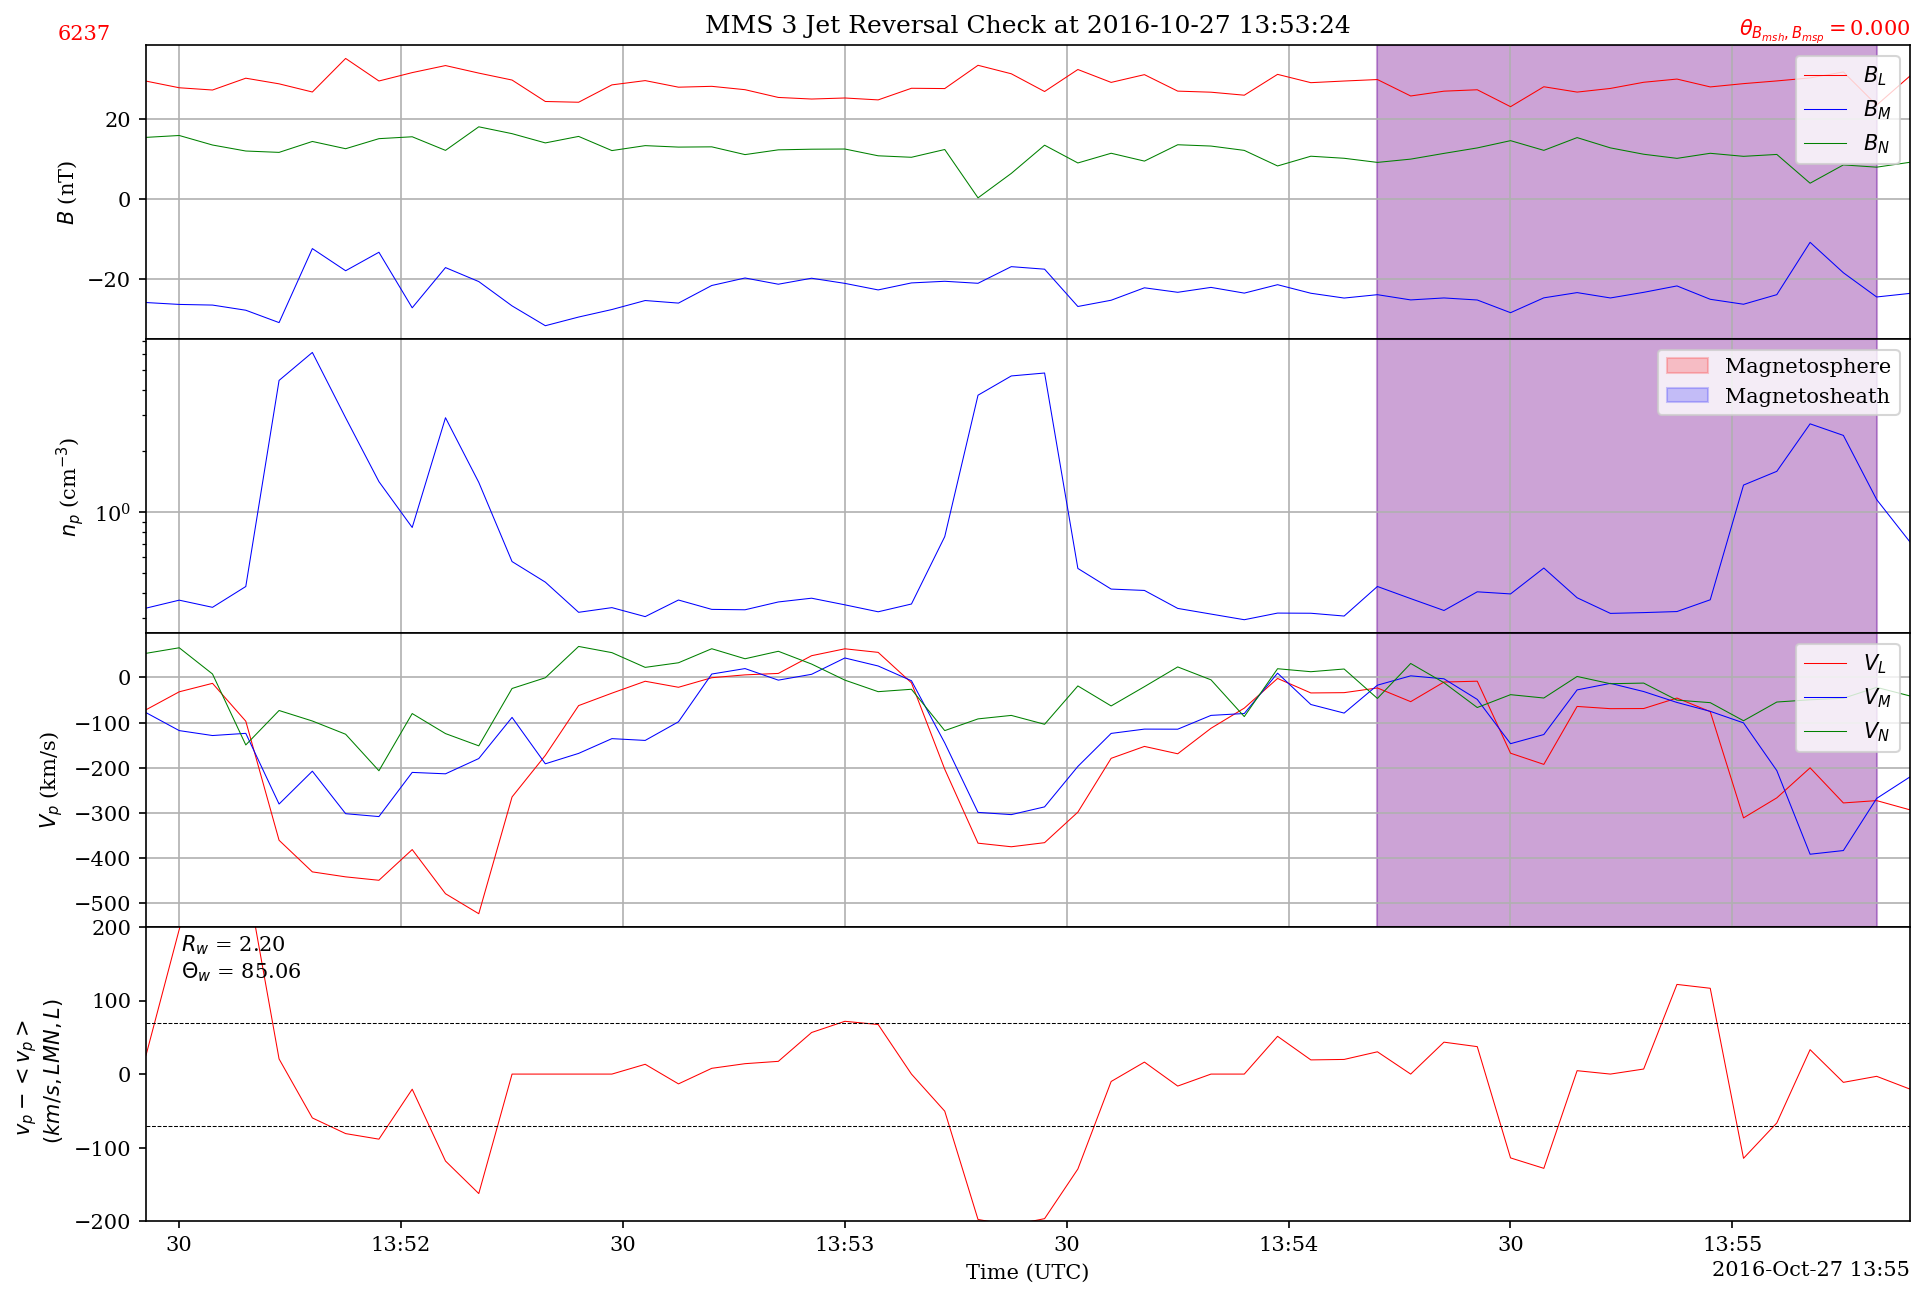 MMS 3 Jet Reversal Check at 2016-10-27 13:53:24
6237
θ_{B_{msh}, B_{msp}} = 0.000
B (nT)
20
0
−20
B_L
B_M
B_N
n_p (cm^{−3})
10^0
Magnetosphere
Magnetosheath
V_p (km/s)
0
−100
−200
−300
−400
−500
V_L
V_M
V_N
v_p − < v_p >
(km/s, LMN, L)
200
100
0
−100
−200
R_w = 2.20
Θ_w = 85.06
30 13:52 30 13:53 30 13:54 30 13:55
Time (UTC)
2016-Oct-27 13:55